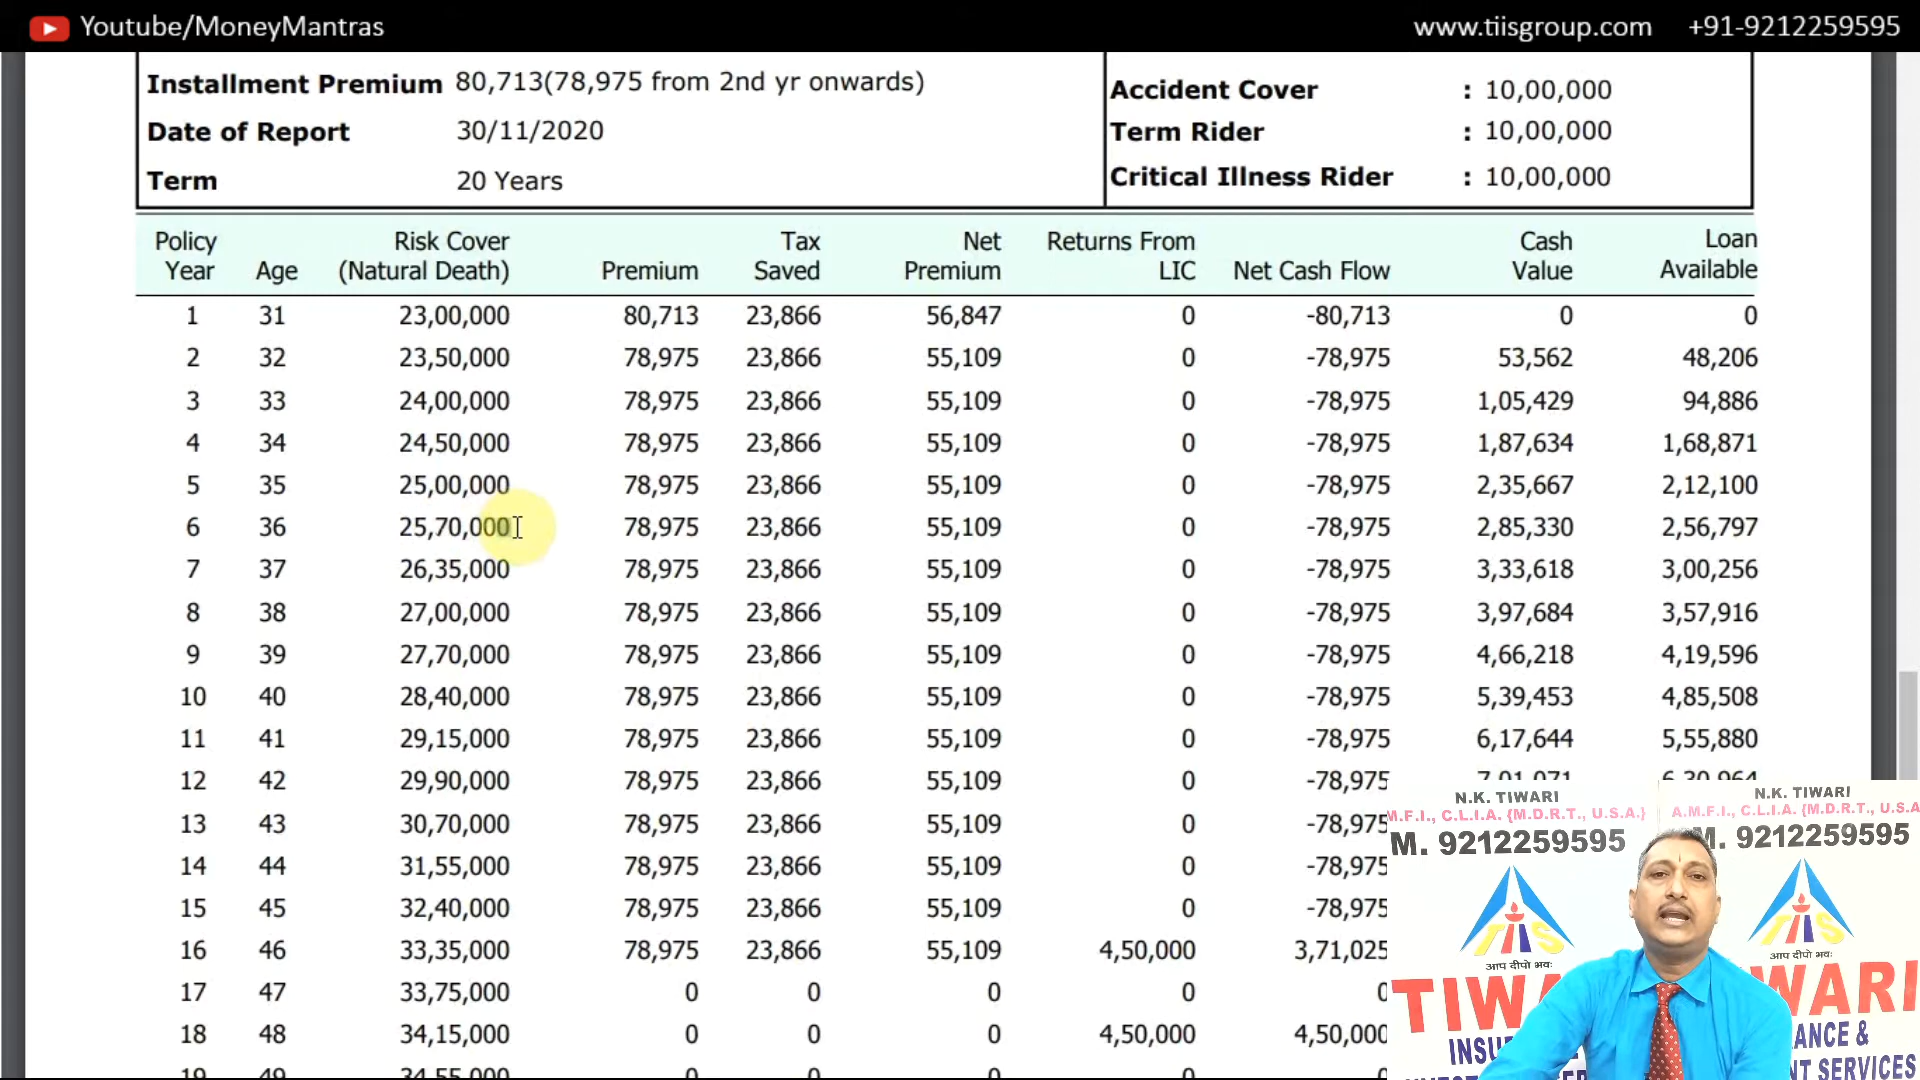 Youtube/MoneyMantras www.tiisgroup.com +91-9212259595
Installment Premium 80,713(78,975 from 2nd yr onwards) Accident Cover : 10,00,000
Date of Report 30/11/2020 Term Rider : 10,00,000
Term 20 Years Critical Illness Rider : 10,00,000
Policy Year Age Risk Cover (Natural Death) Premium Tax Saved Net Premium Returns From LIC Net Cash Flow Cash Value Loan Available
1 31 23,00,000 80,713 23,866 56,847 0 -80,713 0 0
2 32 23,50,000 78,975 23,866 55,109 0 -78,975 53,562 48,206
3 33 24,00,000 78,975 23,866 55,109 0 -78,975 1,05,429 94,886
4 34 24,50,000 78,975 23,866 55,109 0 -78,975 1,87,634 1,68,871
5 35 25,00,000 78,975 23,866 55,109 0 -78,975 2,35,667 2,12,100
6 36 25,70,000 78,975 23,866 55,109 0 -78,975 2,85,330 2,56,797
7 37 26,35,000 78,975 23,866 55,109 0 -78,975 3,33,618 3,00,256
8 38 27,00,000 78,975 23,866 55,109 0 -78,975 3,97,684 3,57,916
9 39 27,70,000 78,975 23,866 55,109 0 -78,975 4,66,218 4,19,596
10 40 28,40,000 78,975 23,866 55,109 0 -78,975 5,39,453 4,85,508
11 41 29,15,000 78,975 23,866 55,109 0 -78,975 6,17,644 5,55,880
12 42 29,90,000 78,975 23,866 55,109 0 -78,975
13 43 30,70,000 78,975 23,866 55,109 0 -78,975
14 44 31,55,000 78,975 23,866 55,109 0 -78,975
15 45 32,40,000 78,975 23,866 55,109 0 -78,975
16 46 33,35,000 78,975 23,866 55,109 4,50,000 3,71,025
17 47 33,75,000 0 0 0 0 0
18 48 34,15,000 0 0 0 4,50,000 4,50,000
N.K. TIWARI N.K. TIWARI
M.F.I., C.L.I.A. {M.D.R.T., U.S.A.} A.M.F.I., C.L.I.A. {M.D.R.T., U.S.A
M. 9212259595 M. 9212259595
TIIS TIIS
आप दीपो भवः आप दीपो भवः
TIW WARI
INSU ANCE &
NT SERVICES